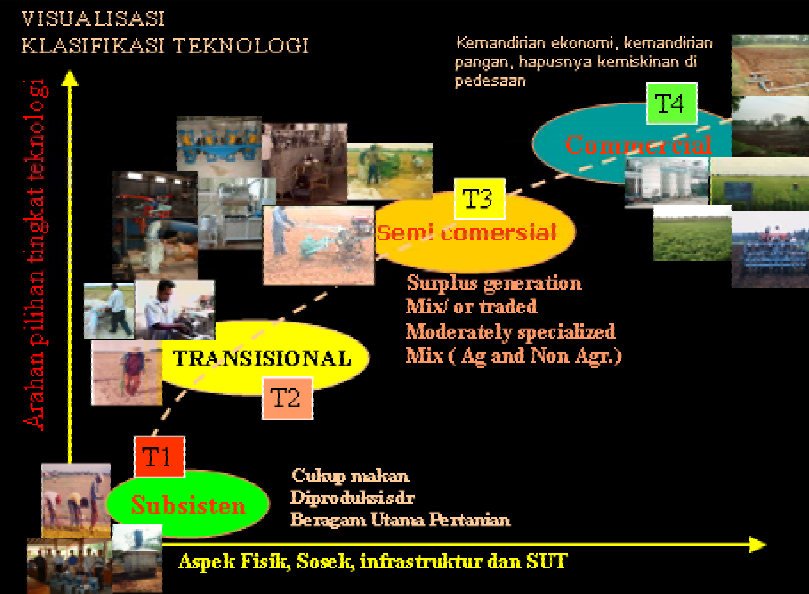 VISUALISASI
KLASIFIKASI TEKNOLOGI
Kemandirian ekonomi, kemandirian
pangan, hapusnya kemiskinan di
pedesaan
T4
Commercial
T3
Semi comersial
Surplus generation
Mix/ or traded
Moderately specialized
Mix ( Ag and Non Agr.)
TRANSISIONAL
T2
T1
Subsisten
Cukup makan
Diproduksi.sdr
Beragam Utama Pertanian
Aspek Fisik, Sosek, infrastruktur dan SUT
Arahan pilihan tingkat teknologi